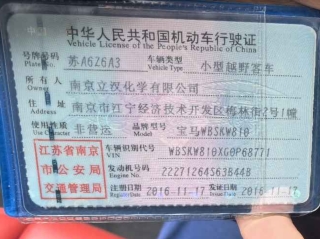 中华人民共和国机动车行驶证
Vehicle License of the People's Republic of China
号牌号码 苏A6Z6A3 车辆类型 小型越野客车
Plate No. Vehicle Type
所有人 南京立汉化学有限公司
Owner
住址 南京市江宁经济技术开发区梅林街2号1幢
Address
使用性质 非营运 品牌型号 宝马WBSKW810
Use Character Model
江苏省南京市公安局交通管理局
车辆识别代号 WBSKW810XG0P68771
VIN
发动机号码 22271264S63B44B
Engine No.
注册日期 2016-11-17 发证日期 2016-11-17
Register Date Issue Date